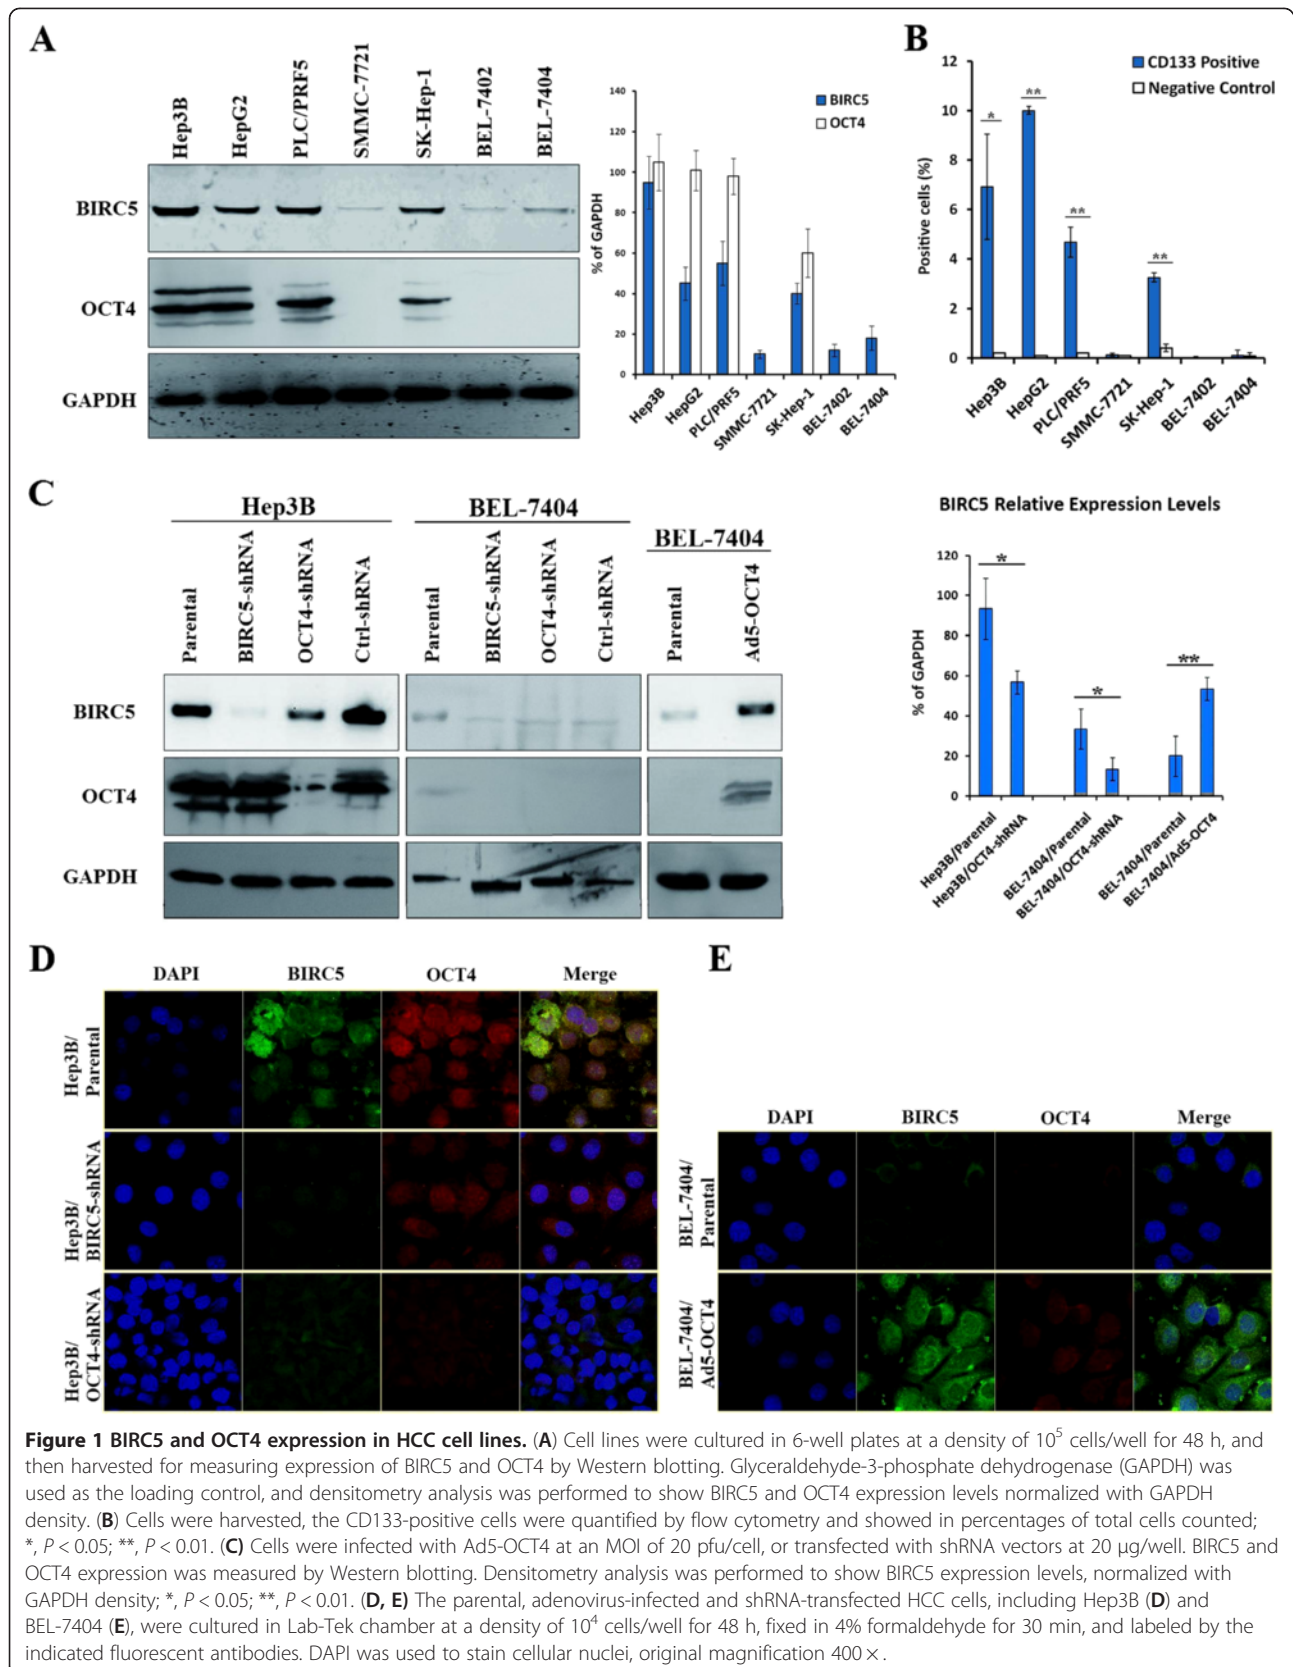 A
Hep3B
HepG2
PLC/PRF5
SMMC-7721
SK-Hep-1
BEL-7402
BEL-7404
BIRC5
OCT4
GAPDH
140
120
100
80
60
40
20
0
% of GAPDH
BIRC5
OCT4
Hep3B
HepG2
PLC/PRF5
SMMC-7721
SK-Hep-1
BEL-7402
BEL-7404
B
12
10
8
6
4
2
0
Positive cells (%)
CD133 Positive
Negative Control
*
**
**
**
Hep3B
HepG2
PLC/PRF5
SMMC-7721
SK-Hep-1
BEL-7402
BEL-7404
C
Hep3B
Parental
BIRC5-shRNA
OCT4-shRNA
Ctrl-shRNA
BEL-7404
Parental
BIRC5-shRNA
OCT4-shRNA
Ctrl-shRNA
BEL-7404
Parental
Ad5-OCT4
BIRC5
OCT4
GAPDH
BIRC5 Relative Expression Levels
120
100
80
60
40
20
0
% of GAPDH
*
*
**
Hep3B/Parental
Hep3B/OCT4-shRNA
BEL-7404/Parental
BEL-7404/OCT4-shRNA
BEL-7404/Parental
BEL-7404/Ad5-OCT4
D
DAPI BIRC5 OCT4 Merge
Hep3B/
Parental
Hep3B/
BIRC5-shRNA
Hep3B/
OCT4-shRNA
E
DAPI BIRC5 OCT4 Merge
BEL-7404/
Parental
BEL-7404/
Ad5-OCT4
Figure 1 BIRC5 and OCT4 expression in HCC cell lines. (A) Cell lines were cultured in 6-well plates at a density of 10⁵ cells/well for 48 h, and
then harvested for measuring expression of BIRC5 and OCT4 by Western blotting. Glyceraldehyde-3-phosphate dehydrogenase (GAPDH) was
used as the loading control, and densitometry analysis was performed to show BIRC5 and OCT4 expression levels normalized with GAPDH
density. (B) Cells were harvested, the CD133-positive cells were quantified by flow cytometry and showed in percentages of total cells counted;
*, P < 0.05; **, P < 0.01. (C) Cells were infected with Ad5-OCT4 at an MOI of 20 pfu/cell, or transfected with shRNA vectors at 20 μg/well. BIRC5 and
OCT4 expression was measured by Western blotting. Densitometry analysis was performed to show BIRC5 expression levels, normalized with
GAPDH density; *, P < 0.05; **, P < 0.01. (D, E) The parental, adenovirus-infected and shRNA-transfected HCC cells, including Hep3B (D) and
BEL-7404 (E), were cultured in Lab-Tek chamber at a density of 10⁴ cells/well for 48 h, fixed in 4% formaldehyde for 30 min, and labeled by the
indicated fluorescent antibodies. DAPI was used to stain cellular nuclei, original magnification 400 ×.